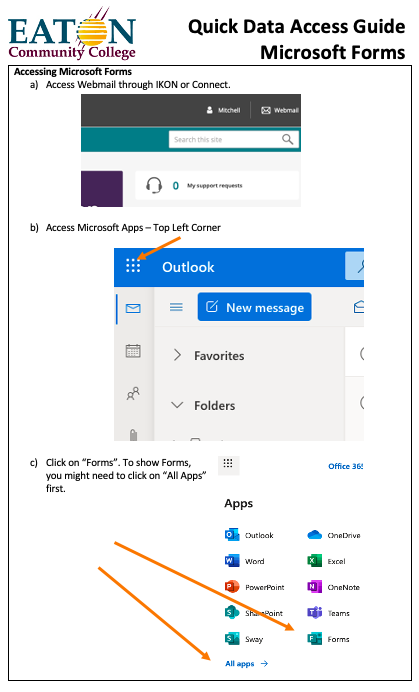 EATON
Community College
Quick Data Access Guide
Microsoft Forms
Accessing Microsoft Forms
a) Access Webmail through IKON or Connect.
Mitchell
Webmail
Search this site
0 My support requests
b) Access Microsoft Apps – Top Left Corner
Outlook
New message
Favorites
Folders
c) Click on “Forms”. To show Forms,
you might need to click on “All Apps”
first.
Office 365
Apps
Outlook
OneDrive
Word
Excel
PowerPoint
OneNote
SharePoint
Teams
Sway
Forms
All apps →